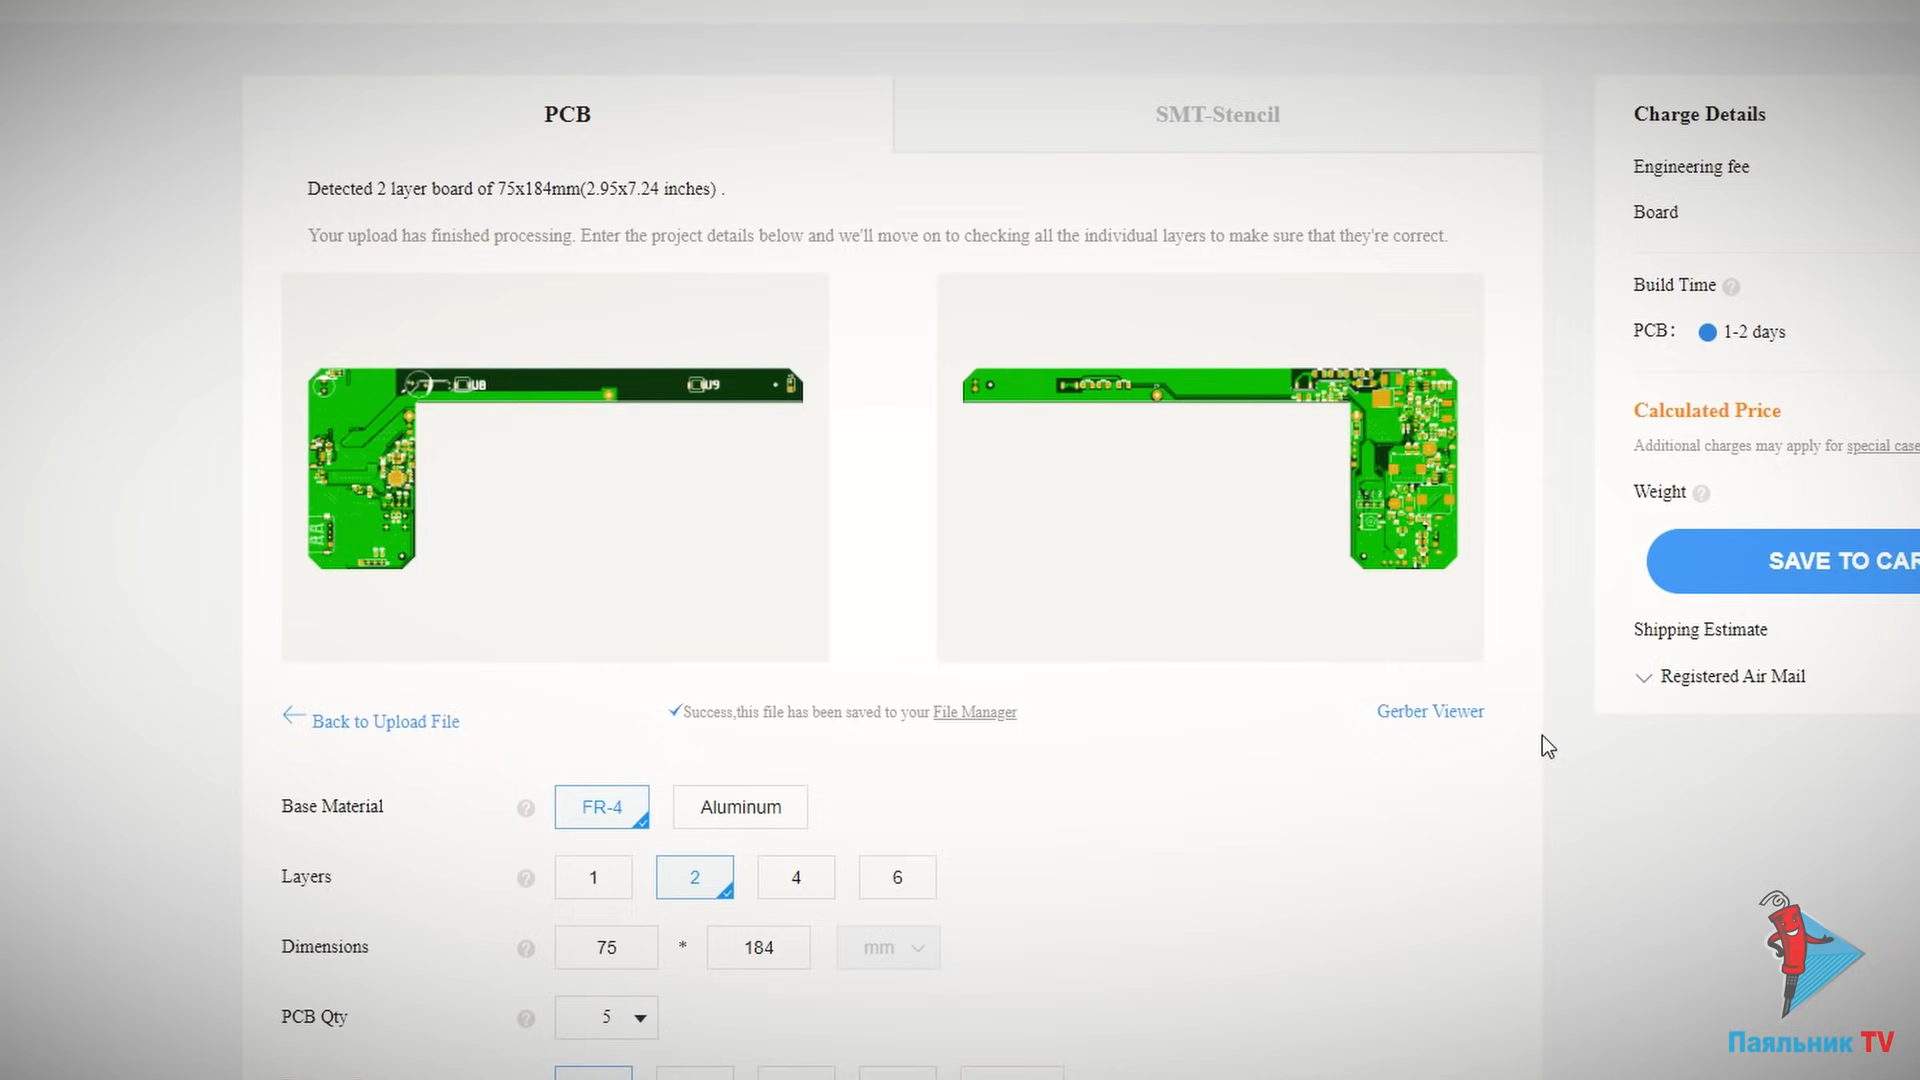 PCB
SMT-Stencil
Detected 2 layer board of 75x184mm(2.95x7.24 inches) .
Your upload has finished processing. Enter the project details below and we'll move on to checking all the individual layers to make sure that they're correct.
U8
U9
Back to Upload File
Success,this file has been saved to your File Manager
Gerber Viewer
Base Material
?
FR-4
Aluminum
Layers
?
1
2
4
6
Dimensions
?
75
*
184
mm
PCB Qty
?
5
Charge Details
Engineering fee
Board
Build Time ?
PCB: 1-2 days
Calculated Price
Additional charges may apply for special case
Weight ?
SAVE TO CAR
Shipping Estimate
Registered Air Mail
Паяльник TV